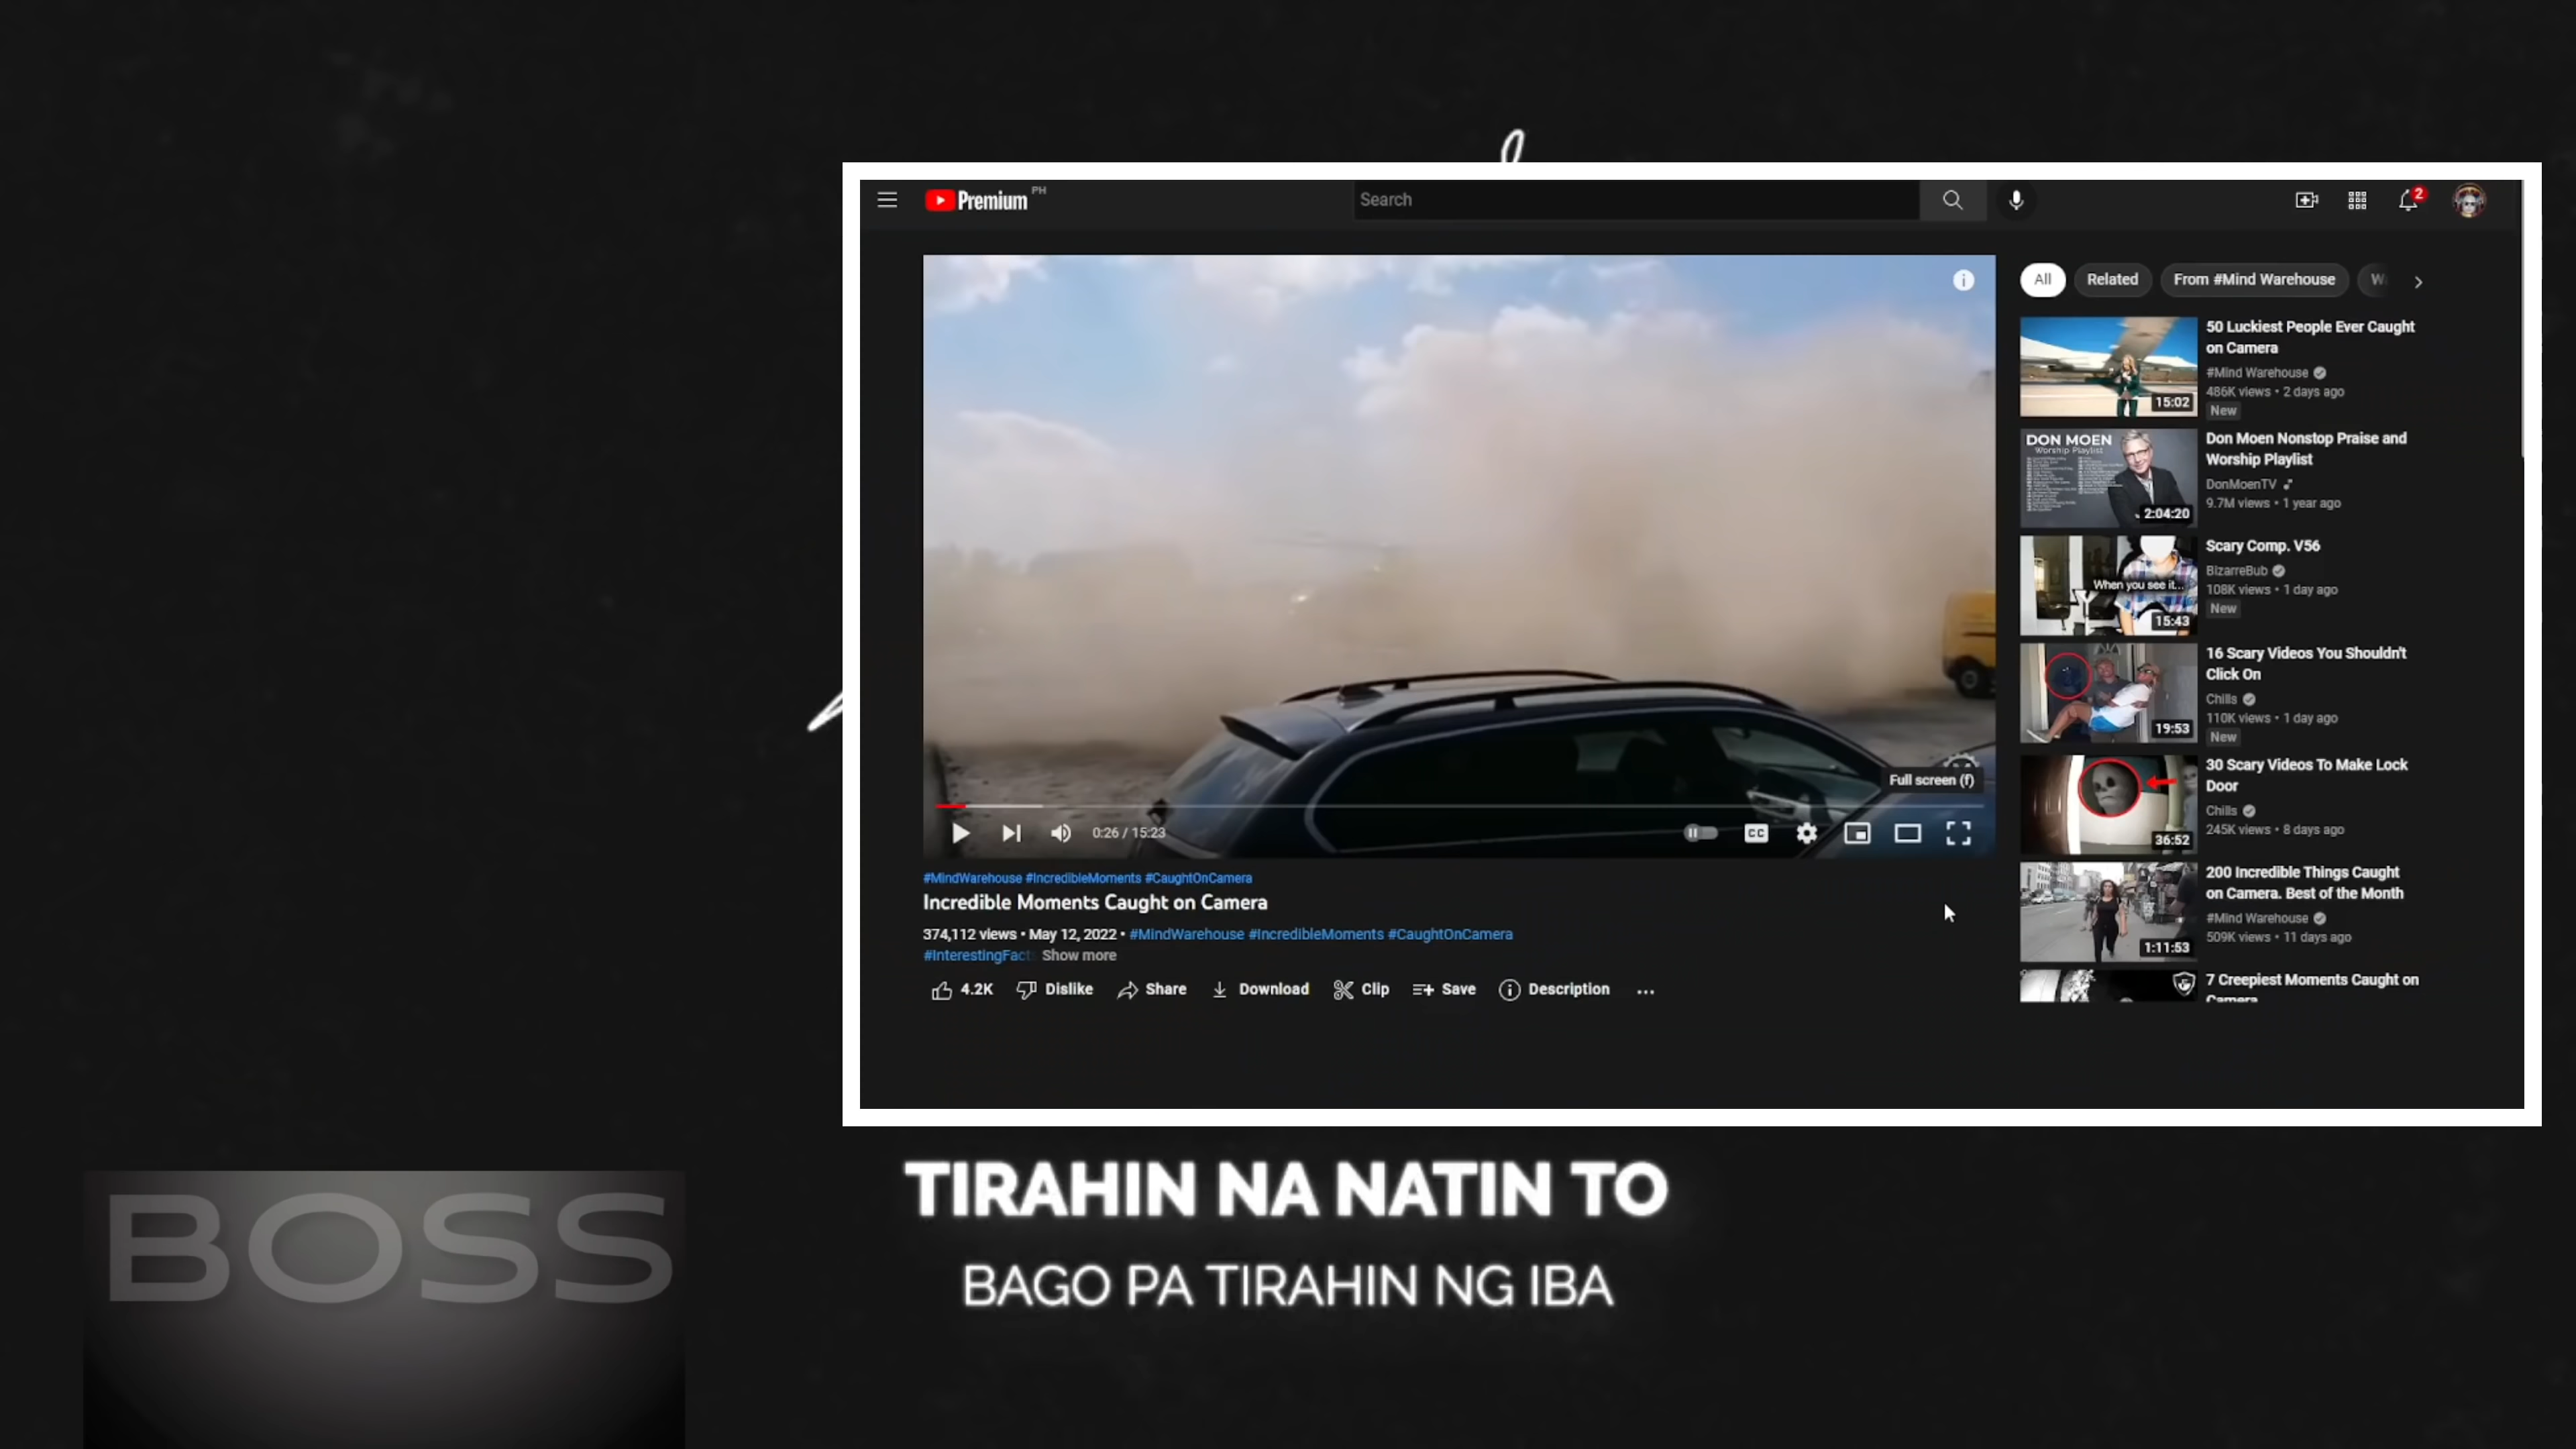 Premium PH
Search
2
All
Related
From #Mind Warehouse
50 Luckiest People Ever Caught
on Camera
#Mind Warehouse
486K views • 2 days ago
New
15:02
DON MOEN
Worship Playlist
2:04:20
Don Moen Nonstop Praise and
Worship Playlist
DonMoenTV
9.7M views • 1 year ago
When you see it...
15:43
Scary Comp. V56
BizarreBub
108K views • 1 day ago
New
19:53
16 Scary Videos You Shouldn't
Click On
Chills
110K views • 1 day ago
New
36:52
30 Scary Videos To Make Lock
Door
Chills
245K views • 8 days ago
1:11:53
200 Incredible Things Caught
on Camera. Best of the Month
#Mind Warehouse
509K views • 11 days ago
7 Creepiest Moments Caught on
Camera
Full screen (f)
0:26 / 15:23
CC
#MindWarehouse #IncredibleMoments #CaughtOnCamera
Incredible Moments Caught on Camera
374,112 views • May 12, 2022 • #MindWarehouse #IncredibleMoments #CaughtOnCamera
#InterestingFact Show more
4.2K Dislike Share Download Clip Save Description ...
TIRAHIN NA NATIN TO
BAGO PA TIRAHIN NG IBA
BOSS